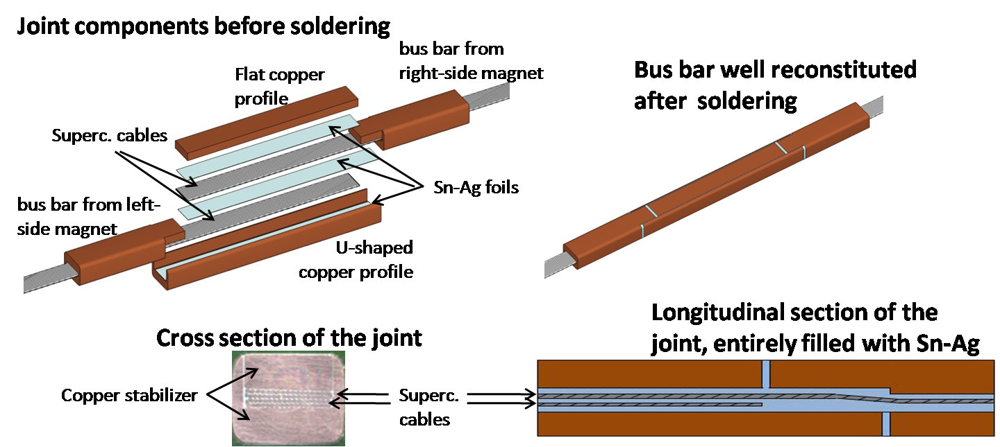 Joint components before soldering
bus bar from
right-side magnet
Flat copper
profile
Superc. cables
Sn-Ag foils
bus bar from left-
side magnet
U-shaped
copper profile
Bus bar well reconstituted
after soldering
Cross section of the joint
Copper stabilizer
Superc.
cables
Longitudinal section of the
joint, entirely filled with Sn-Ag